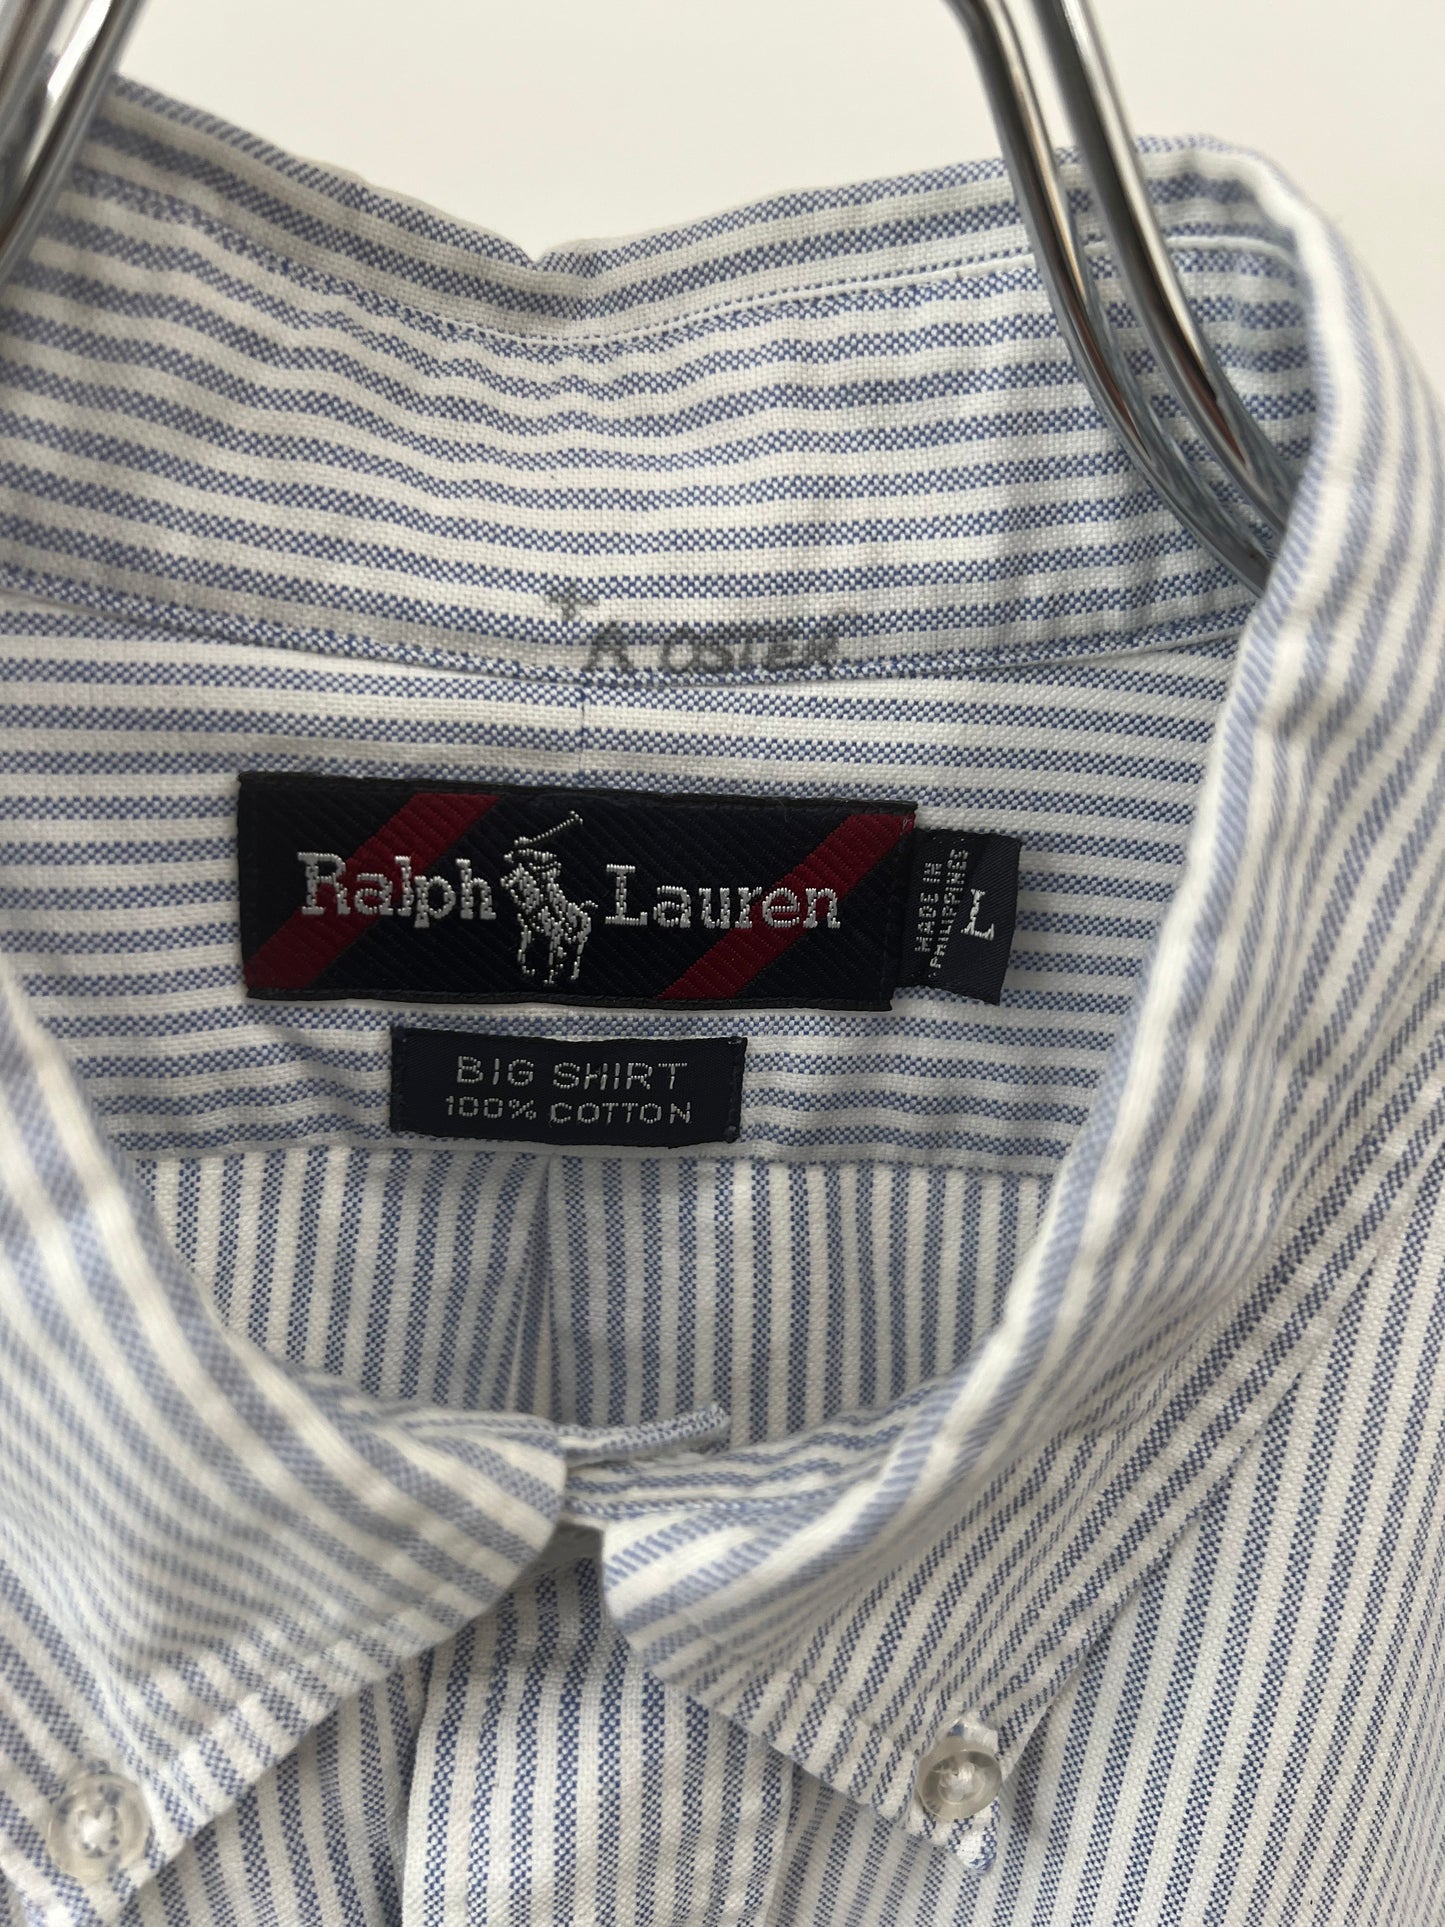 A OSTER
Ralph Lauren
MADE IN
PHILIPPINES
L
BIG SHIRT
100% COTTON